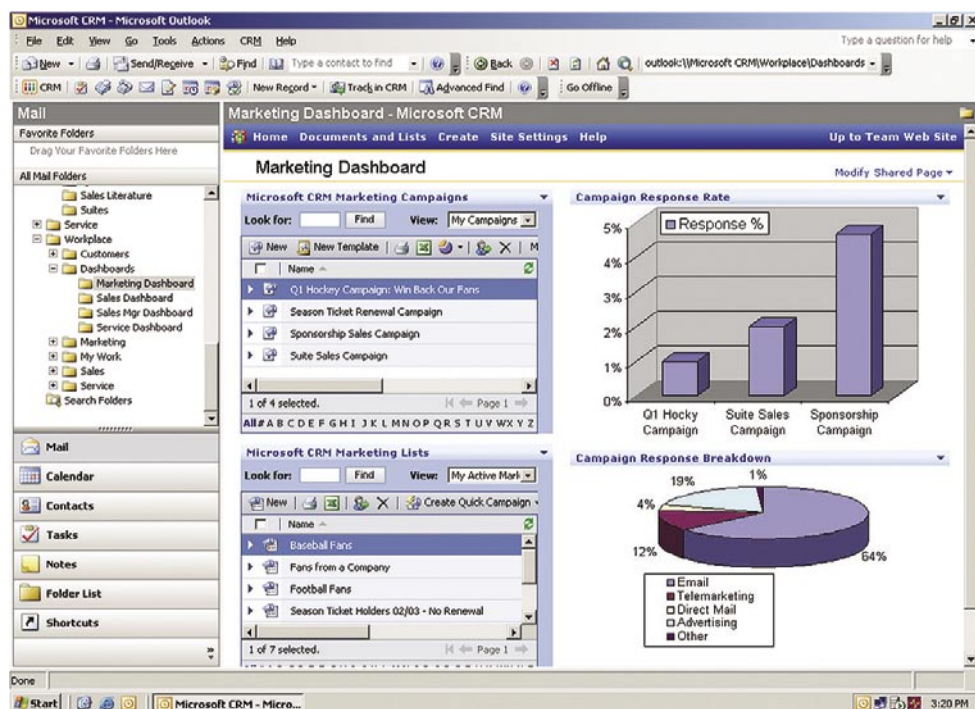 Microsoft CRM - Microsoft Outlook
File Edit View Go Tools Actions CRM Help
Type a question for help
New Send/Receive Find Type a contact to find Back outlook:\\Microsoft CRM\Workplace\Dashboards
CRM New Record Track in CRM Advanced Find Go Offline
Mail
Favorite Folders
Drag Your Favorite Folders Here
All Mail Folders
Sales Literature
Suites
Service
Workplace
Customers
Dashboards
Marketing Dashboard
Sales Dashboard
Sales Mgr Dashboard
Service Dashboard
Marketing
My Work
Sales
Service
Search Folders
Mail
Calendar
Contacts
Tasks
Notes
Folder List
Shortcuts
Marketing Dashboard - Microsoft CRM
Home Documents and Lists Create Site Settings Help Up to Team Web Site
Marketing Dashboard
Modify Shared Page
Microsoft CRM Marketing Campaigns
Look for: Find View: My Campaigns
New New Template M
Name
Q1 Hockey Campaign: Win Back Our Fans
Season Ticket Renewal Campaign
Sponsorship Sales Campaign
Suite Sales Campaign
1 of 4 selected. Page 1
All # A B C D E F G H I J K L M N O P Q R S T U V W X Y Z
Microsoft CRM Marketing Lists
Look for: Find View: My Active Mark
New Create Quick Campaign
Name
Baseball Fans
Fans from a Company
Football Fans
Season Ticket Holders 02/03 - No Renewal
1 of 7 selected. Page 1
Campaign Response Rate
Response %
5%
4%
3%
2%
1%
0%
Q1 Hocky Campaign
Suite Sales Campaign
Sponsorship Campaign
Campaign Response Breakdown
19%
1%
4%
12%
64%
Email
Telemarketing
Direct Mail
Advertising
Other
Done
Start Microsoft CRM - Micro... 3:20 PM